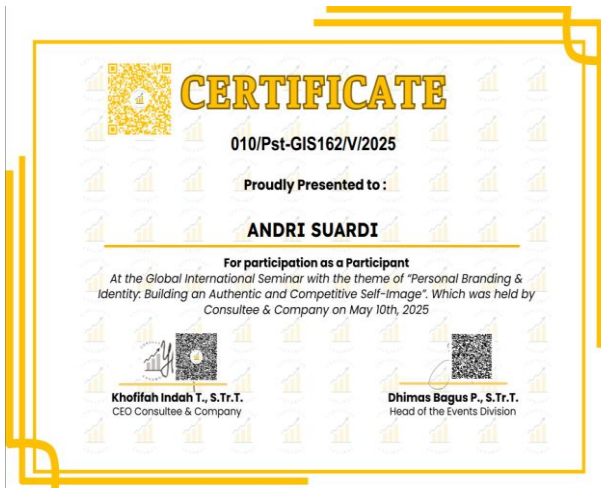 CERTIFICATE
010/Pst-GIS162/V/2025
Proudly Presented to :
ANDRI SUARDI
For participation as a Participant
At the Global International Seminar with the theme of "Personal Branding &
Identity: Building an Authentic and Competitive Self-Image". Which was held by
Consultee & Company on May 10th, 2025
Khofifah Indah T., S.Tr.T.
CEO Consultee & Company
Dhimas Bagus P., S.Tr.T.
Head of the Events Division